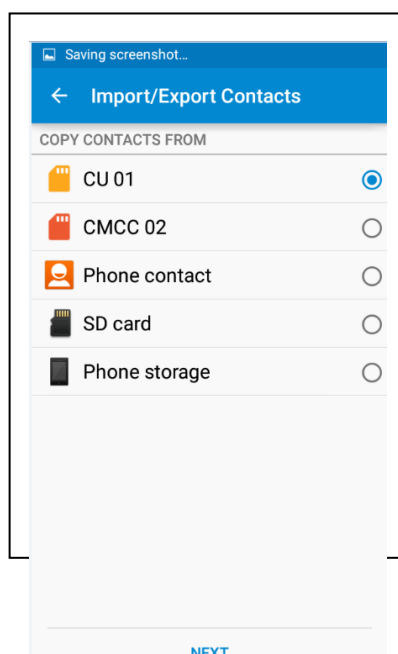 Saving screenshot...
Import/Export Contacts
COPY CONTACTS FROM
CU 01
CMCC 02
Phone contact
SD card
Phone storage
NEXT